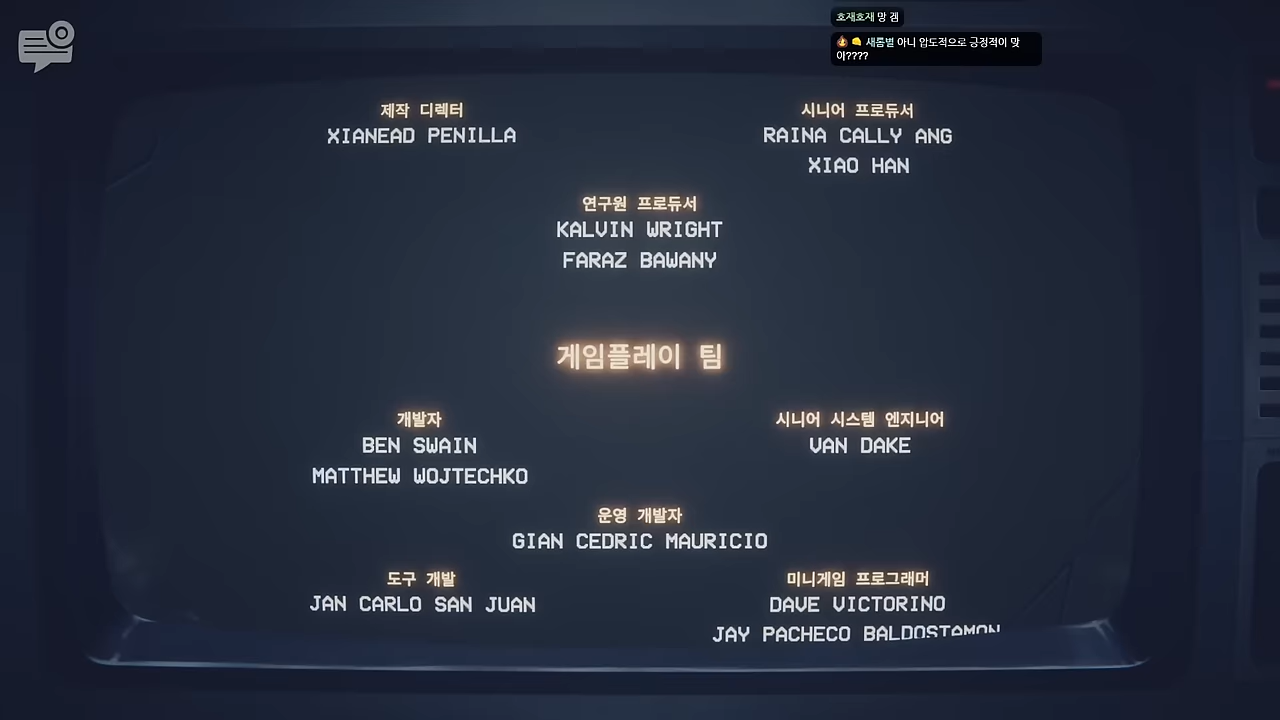 호재호재 망 겜
새롬별 아니 압도적으로 긍정적이 맞
이????
제작 디렉터
XIANEAD PENILLA
시니어 프로듀서
RAINA CALLY ANG
XIAO HAN
연구원 프로듀서
KALVIN WRIGHT
FARAZ BAWANY
게임플레이 팀
개발자
BEN SWAIN
MATTHEW WOJTECHKO
시니어 시스템 엔지니어
VAN DAKE
운영 개발자
GIAN CEDRIC MAURICIO
도구 개발
JAN CARLO SAN JUAN
미니게임 프로그래머
DAVE VICTORINO
JAY PACHECO BALDOSTAMON